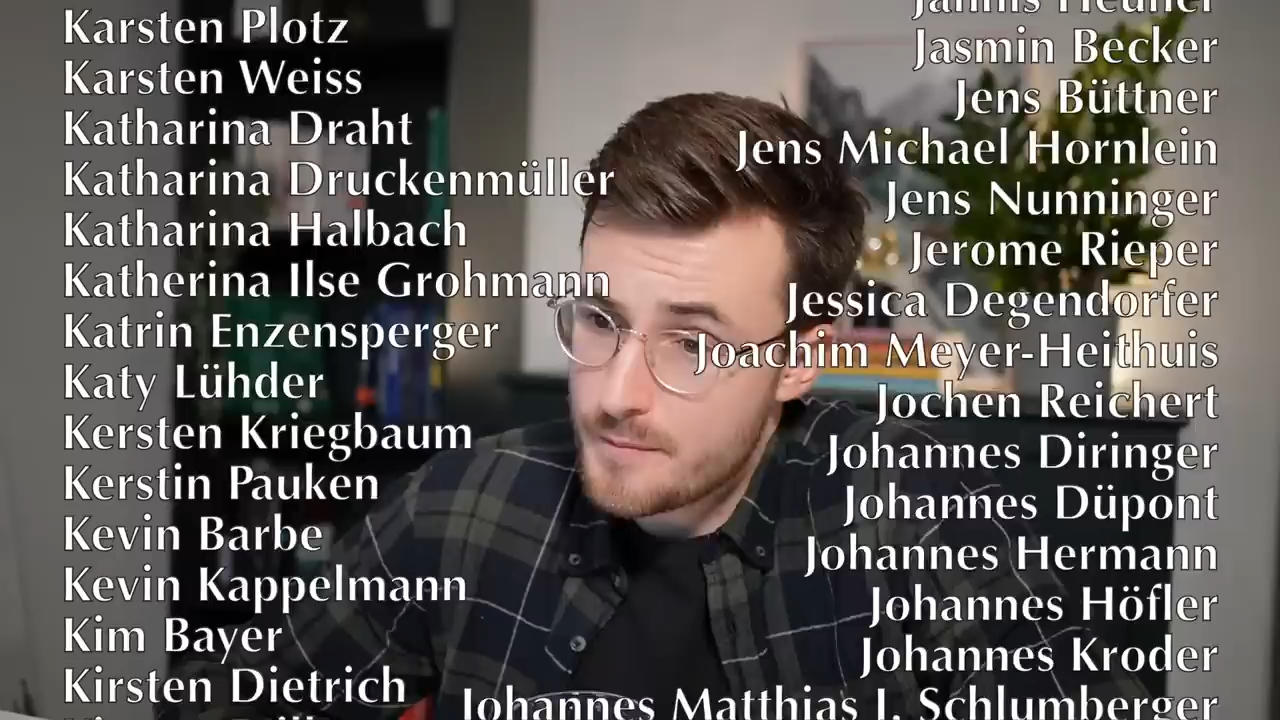 Karsten Plotz
Karsten Weiss
Katharina Draht
Katharina Druckenmüller
Katharina Halbach
Katherina Ilse Grohmann
Katrin Enzensperger
Katy Lühder
Kersten Kriegbaum
Kerstin Pauken
Kevin Barbe
Kevin Kappelmann
Kim Bayer
Kirsten Dietrich
Jasmin Becker
Jens Büttner
Jens Michael Hornlein
Jens Nunninger
Jerome Rieper
Jessica Degendorfer
Joachim Meyer-Heithuis
Jochen Reichert
Johannes Diringer
Johannes Düpont
Johannes Hermann
Johannes Höfler
Johannes Kroder
Johannes Matthias J. Schlumberger